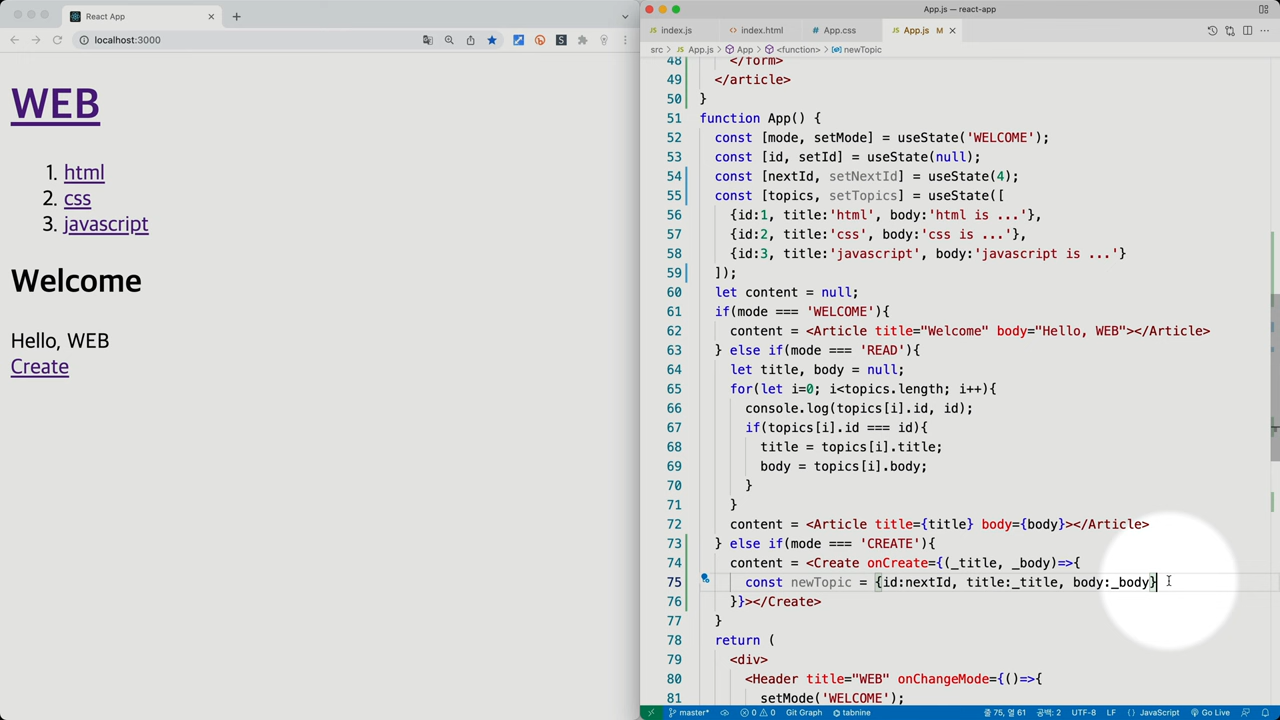 React App
localhost:3000
WEB
1. html
2. css
3. javascript
Welcome
Hello, WEB
Create
App.js — react-app
index.js
index.html
App.css
App.js M
src > App.js > App > <function> > newTopic
48 </form>
49 </article>
50 }
51 function App() {
52 const [mode, setMode] = useState('WELCOME');
53 const [id, setId] = useState(null);
54 const [nextId, setNextId] = useState(4);
55 const [topics, setTopics] = useState([
56 {id:1, title:'html', body:'html is ...'},
57 {id:2, title:'css', body:'css is ...'},
58 {id:3, title:'javascript', body:'javascript is ...'}
59 ]);
60 let content = null;
61 if(mode === 'WELCOME'){
62 content = <Article title="Welcome" body="Hello, WEB"></Article>
63 } else if(mode === 'READ'){
64 let title, body = null;
65 for(let i=0; i<topics.length; i++){
66 console.log(topics[i].id, id);
67 if(topics[i].id === id){
68 title = topics[i].title;
69 body = topics[i].body;
70 }
71 }
72 content = <Article title={title} body={body}></Article>
73 } else if(mode === 'CREATE'){
74 content = <Create onCreate={(_title, _body)=>{
75 const newTopic = {id:nextId, title:_title, body:_body}
76 }}></Create>
77 }
78 return (
79 <div>
80 <Header title="WEB" onChangeMode={()=>{
81 setMode('WELCOME');
master* 0 0 Git Graph tabnine 줄 75, 열 61 공백: 2 UTF-8 LF {} JavaScript Go Live